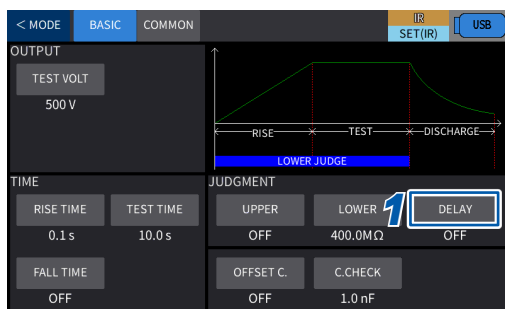 < MODE BASIC COMMON IR SET(IR) USB
OUTPUT
TEST VOLT
500 V
RISE TEST DISCHARGE
LOWER JUDGE
TIME
RISE TIME TEST TIME
0.1 s 10.0 s
FALL TIME
OFF
JUDGMENT
UPPER LOWER 1 DELAY
OFF 400.0MΩ OFF
OFFSET C. C.CHECK
OFF 1.0 nF